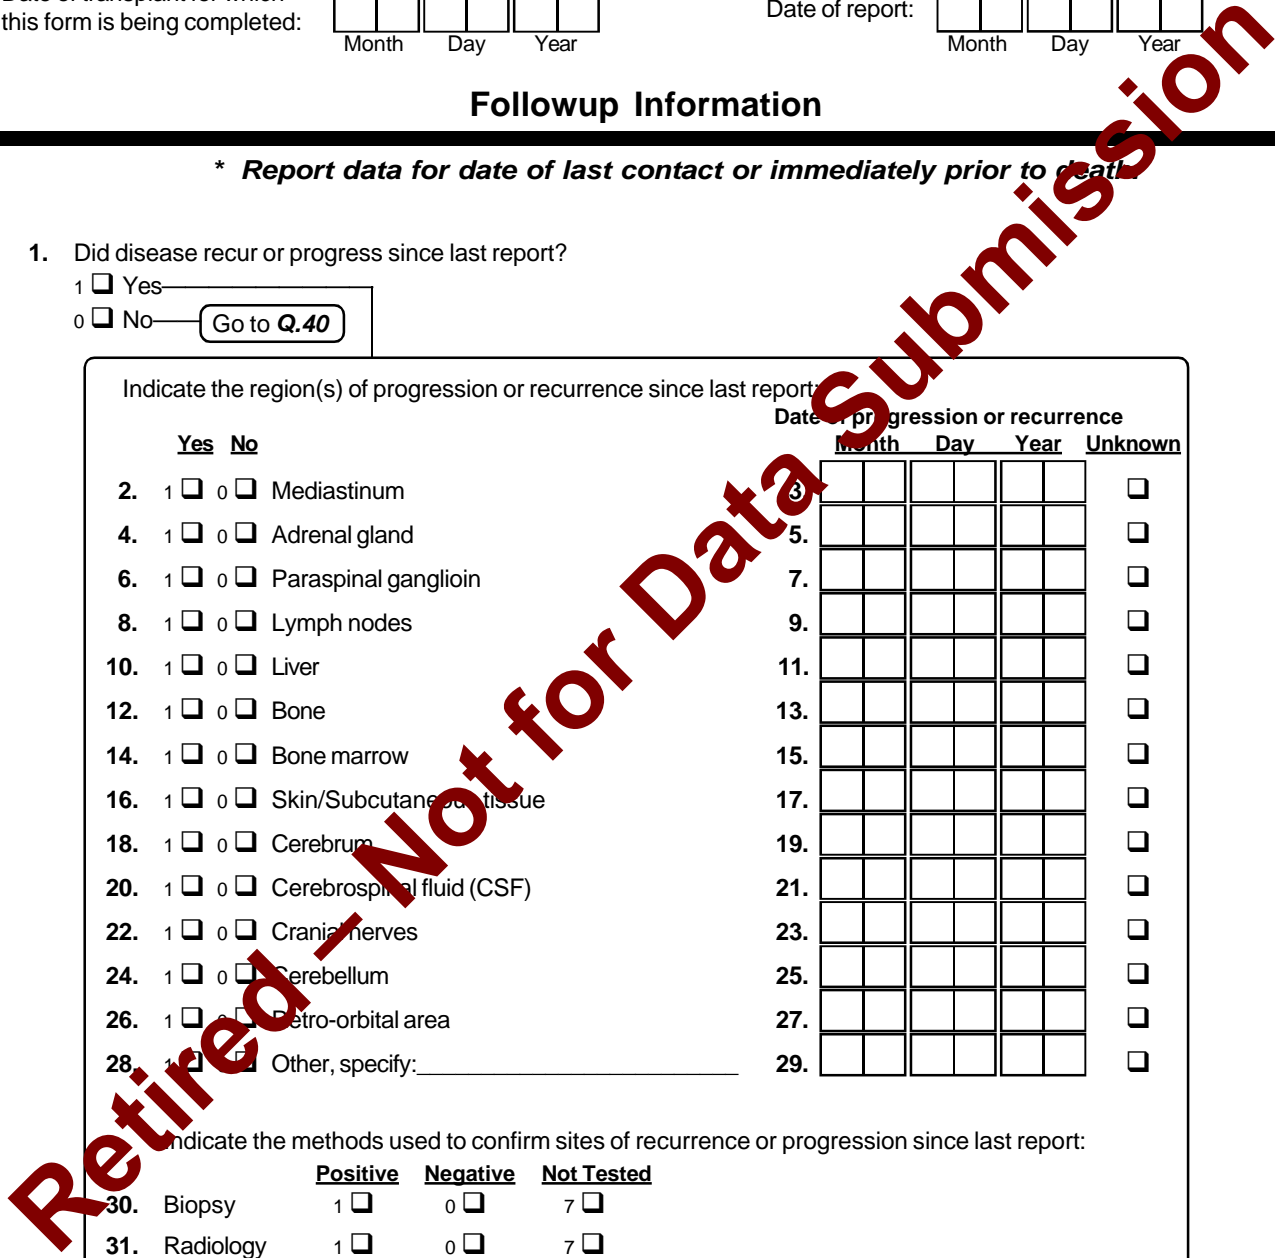 this form is being completed:
Date of report:
Month Day Year
Month Day Year
Followup Information
* Report data for date of last contact or immediately prior to death.
1. Did disease recur or progress since last report?
1 ❑ Yes
0 ❑ No Go to Q.40
Indicate the region(s) of progression or recurrence since last report:
Date of progression or recurrence
Yes No Month Day Year Unknown
2. 1 ❑ 0 ❑ Mediastinum 3. ❑
4. 1 ❑ 0 ❑ Adrenal gland 5. ❑
6. 1 ❑ 0 ❑ Paraspinal ganglioin 7. ❑
8. 1 ❑ 0 ❑ Lymph nodes 9. ❑
10. 1 ❑ 0 ❑ Liver 11. ❑
12. 1 ❑ 0 ❑ Bone 13. ❑
14. 1 ❑ 0 ❑ Bone marrow 15. ❑
16. 1 ❑ 0 ❑ Skin/Subcutaneous tissue 17. ❑
18. 1 ❑ 0 ❑ Cerebrum 19. ❑
20. 1 ❑ 0 ❑ Cerebrospinal fluid (CSF) 21. ❑
22. 1 ❑ 0 ❑ Cranial nerves 23. ❑
24. 1 ❑ 0 ❑ Cerebellum 25. ❑
26. 1 ❑ 0 ❑ Retro-orbital area 27. ❑
28. 1 ❑ 0 ❑ Other, specify:__________________________ 29. ❑
Indicate the methods used to confirm sites of recurrence or progression since last report:
Positive Negative Not Tested
30. Biopsy 1 ❑ 0 ❑ 7 ❑
31. Radiology 1 ❑ 0 ❑ 7 ❑
Retired – Not for Data Submission